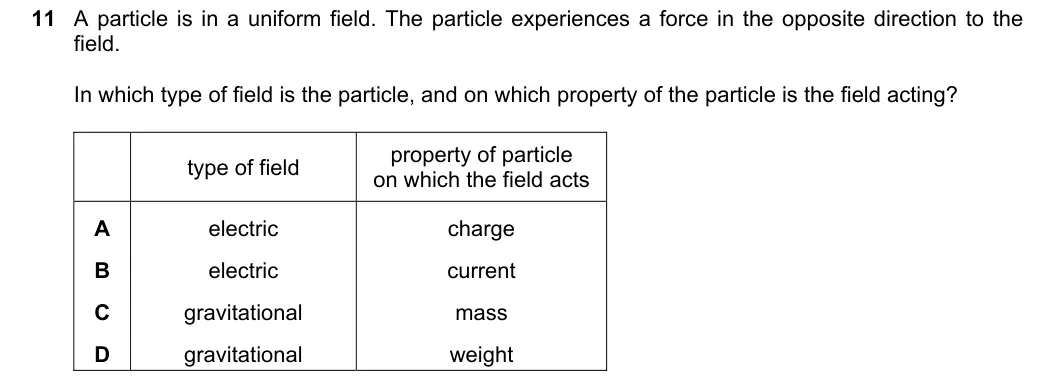 11 A particle is in a uniform field. The particle experiences a force in the opposite direction to the
field.
In which type of field is the particle, and on which property of the particle is the field acting?
type of field property of particle
on which the field acts
A electric charge
B electric current
C gravitational mass
D gravitational weight